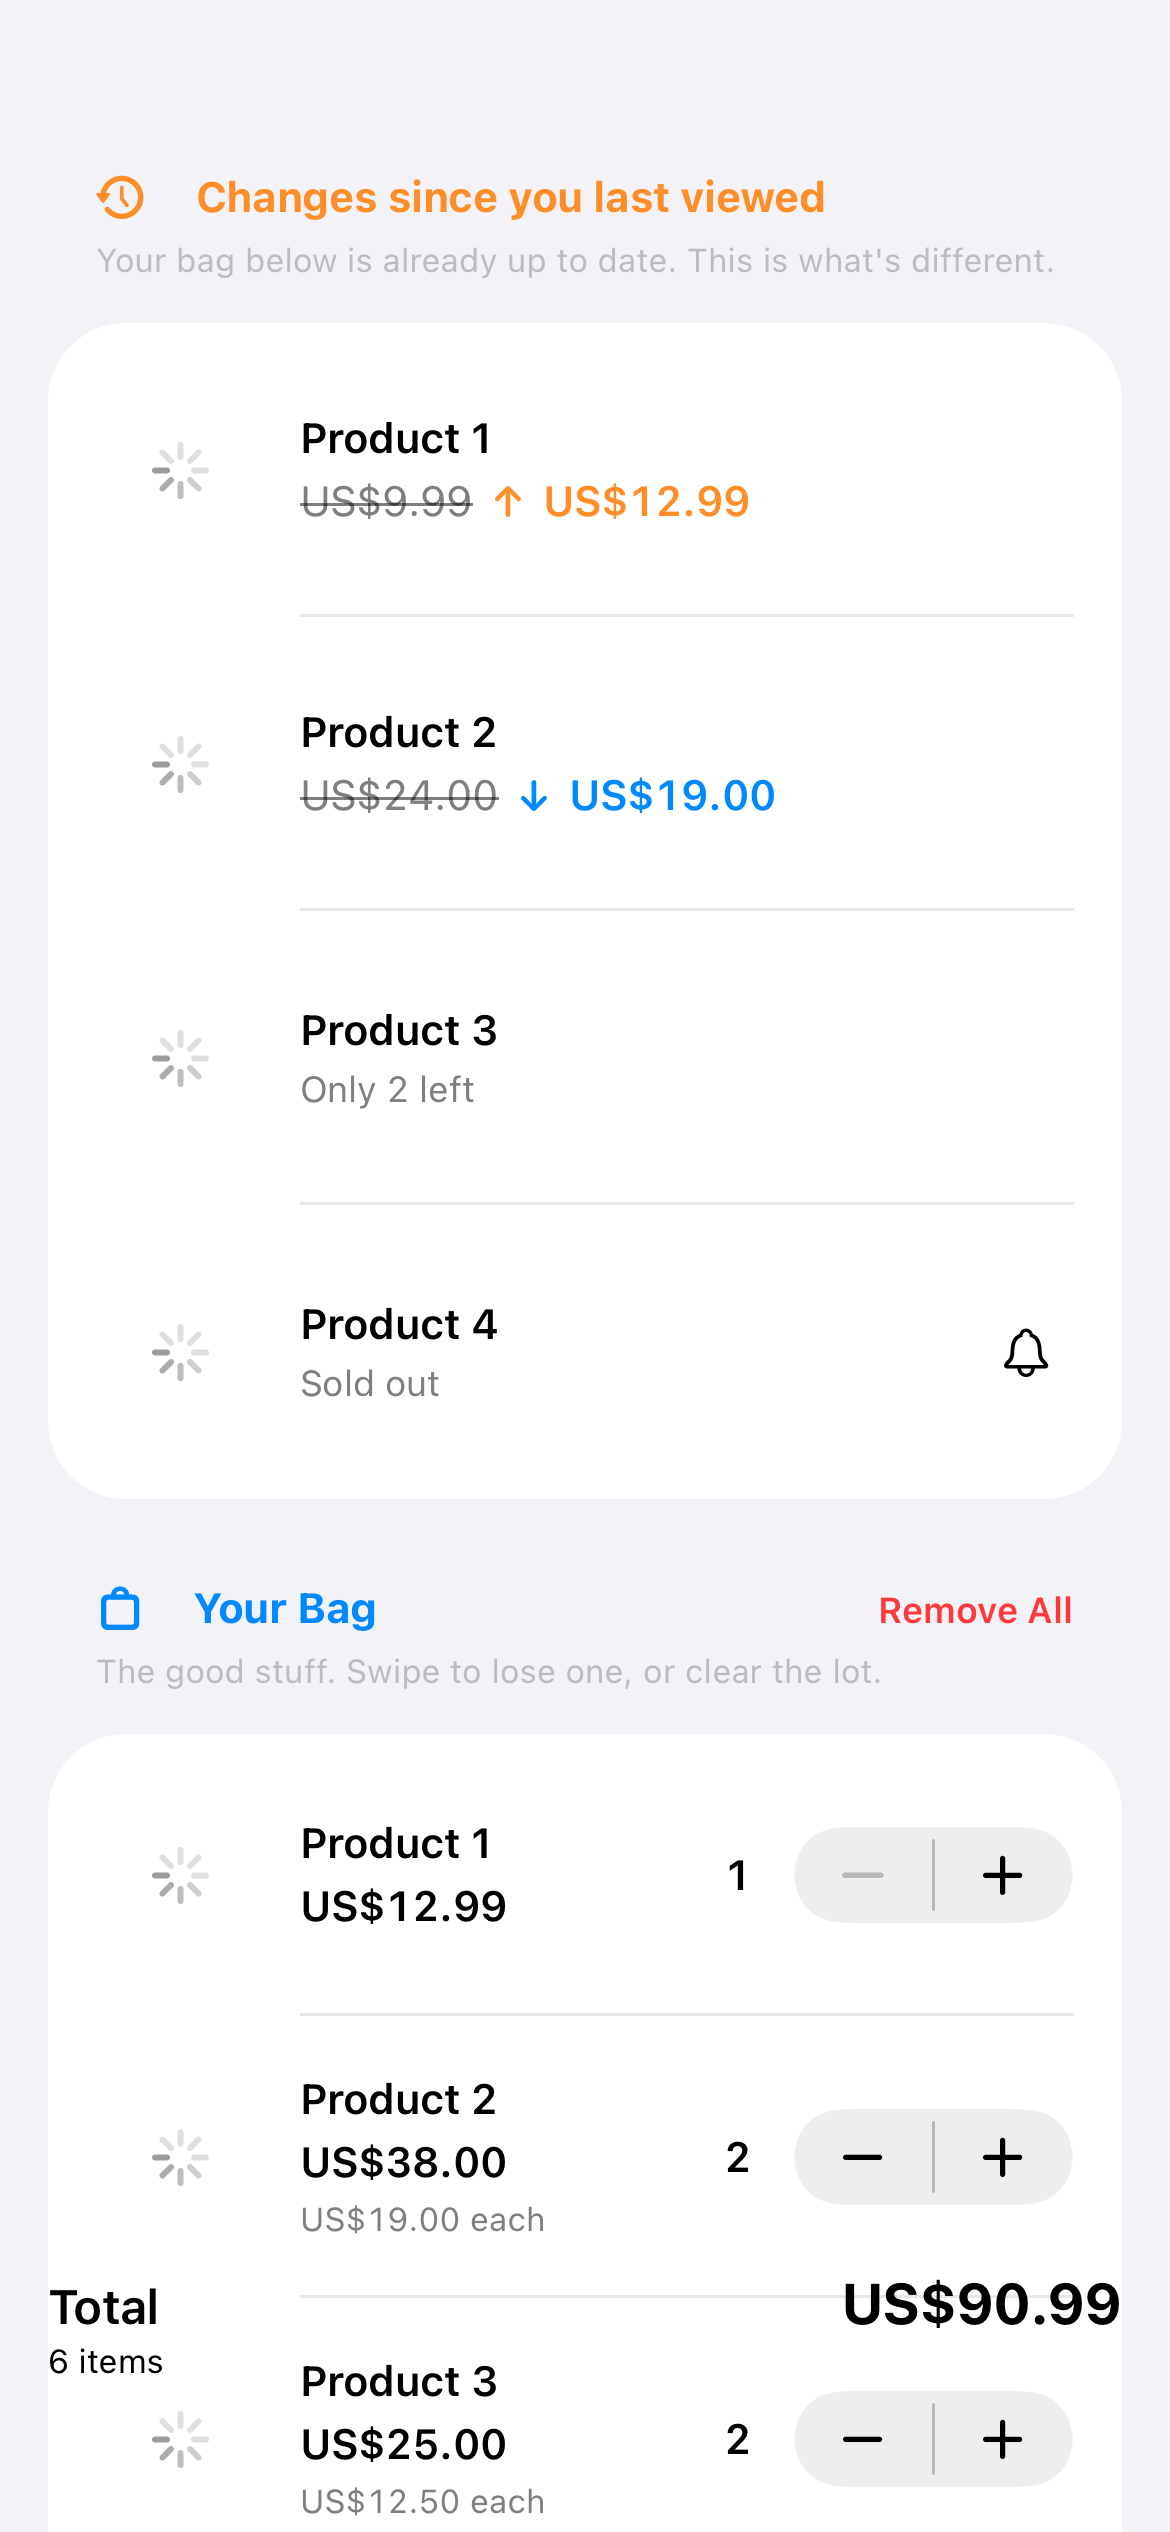 Changes since you last viewed
Your bag below is already up to date. This is what's different.
Product 1
US$9.99 ↑ US$12.99
Product 2
US$24.00 ↓ US$19.00
Product 3
Only 2 left
Product 4
Sold out
Your Bag
Remove All
The good stuff. Swipe to lose one, or clear the lot.
Product 1
US$12.99
1
Product 2
US$38.00
US$19.00 each
2
Total
US$90.99
6 items
Product 3
US$25.00
US$12.50 each
2